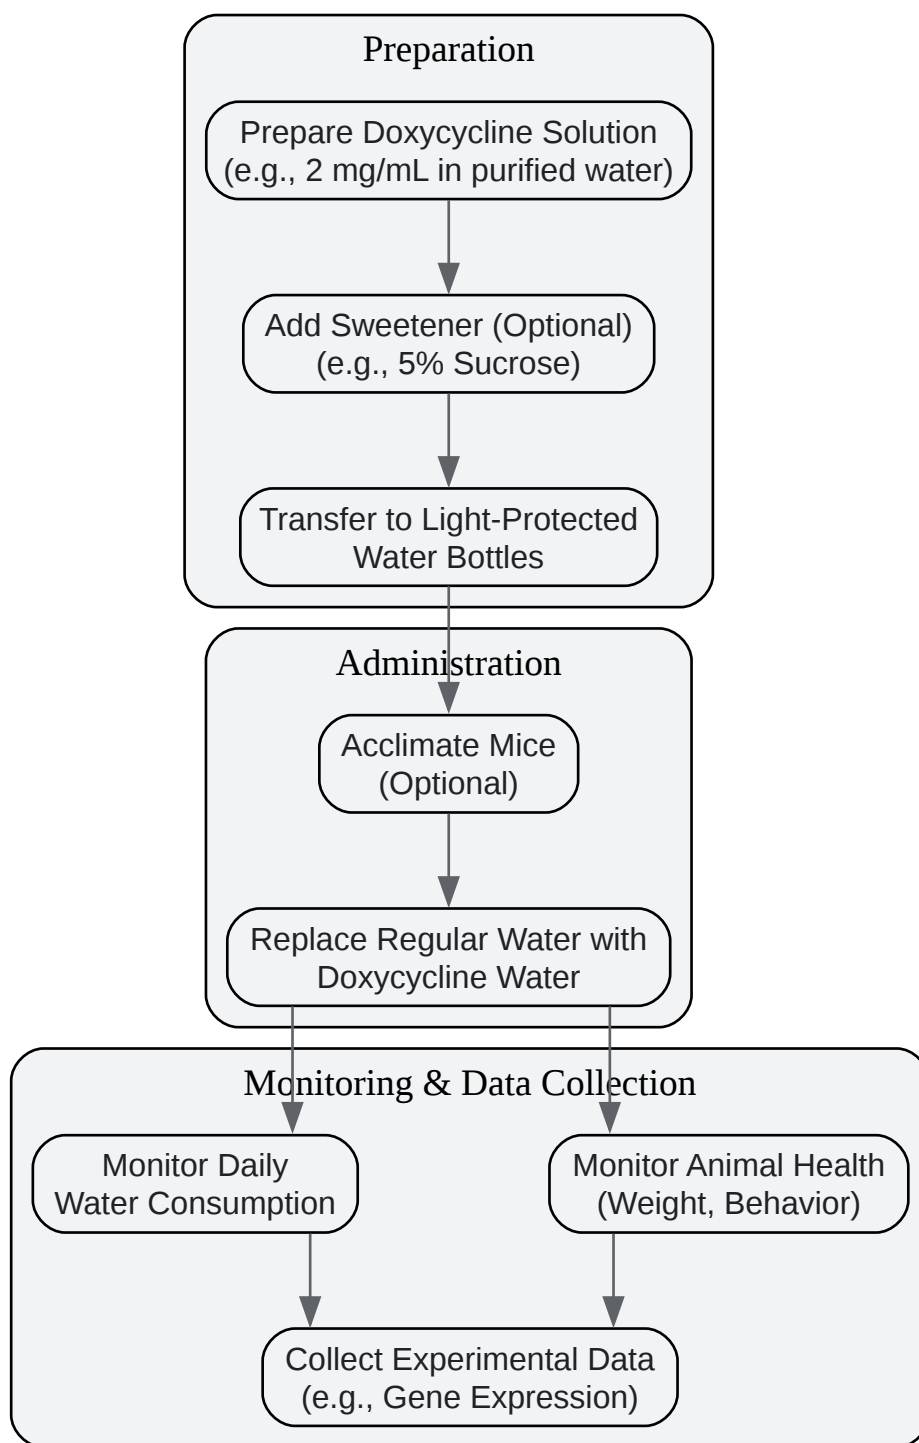 Preparation
Prepare Doxycycline Solution
(e.g., 2 mg/mL in purified water)
Add Sweetener (Optional)
(e.g., 5% Sucrose)
Transfer to Light-Protected
Water Bottles
Administration
Acclimate Mice
(Optional)
Replace Regular Water with
Doxycycline Water
Monitoring & Data Collection
Monitor Daily
Water Consumption
Monitor Animal Health
(Weight, Behavior)
Collect Experimental Data
(e.g., Gene Expression)